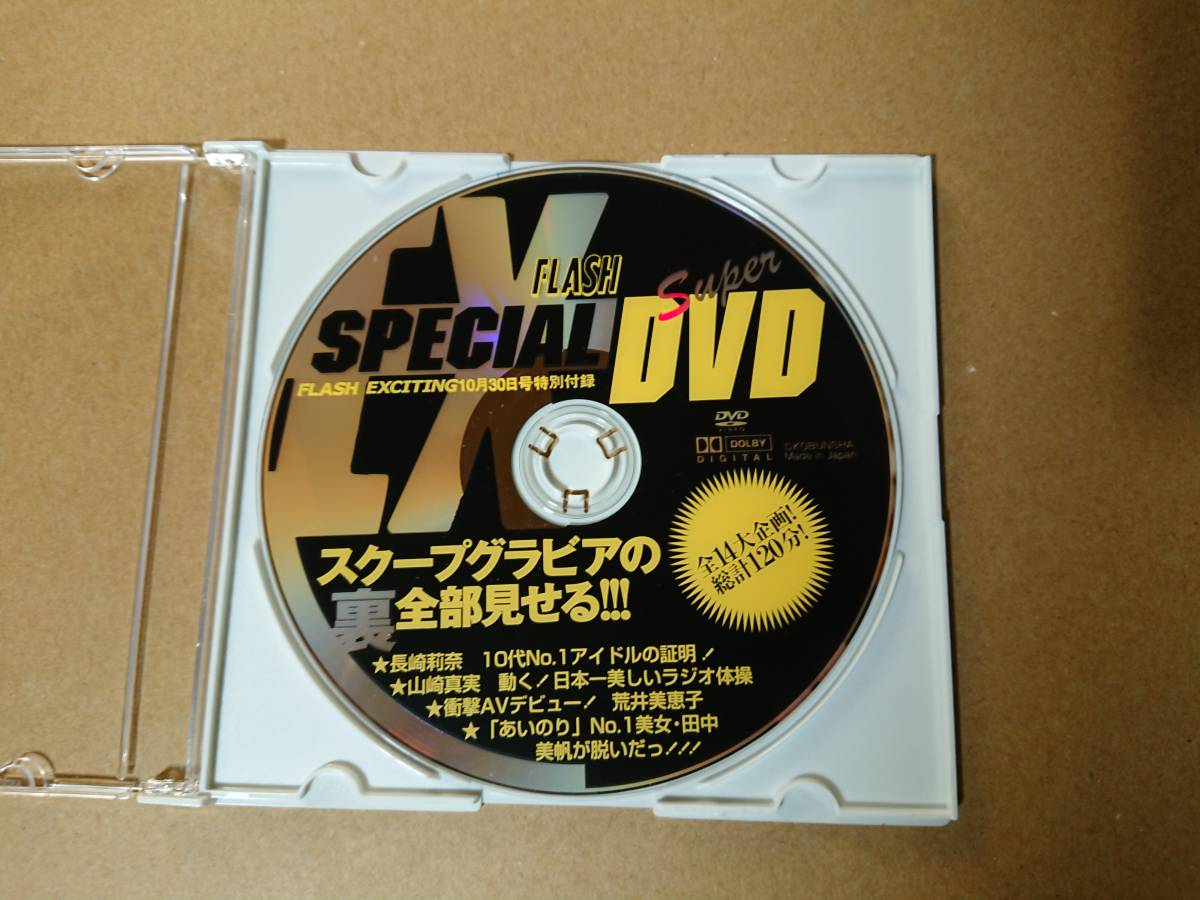 EX
FLASH
Super
SPECIAL DVD
FLASH EXCITING10月30日号特別付録
DVD
VIDEO
DOLBY
DIGITAL
©KOBUNSHA
Made in Japan
全14大企画!
総計120分!
スクープグラビアの
裏全部見せる!!!
★長崎莉奈 10代No.1アイドルの証明!
★山崎真実 動く!日本一美しいラジオ体操
★衝撃AVデビュー! 荒井美恵子
★「あいのり」No.1美女・田中
美帆が脱いだっ!!!